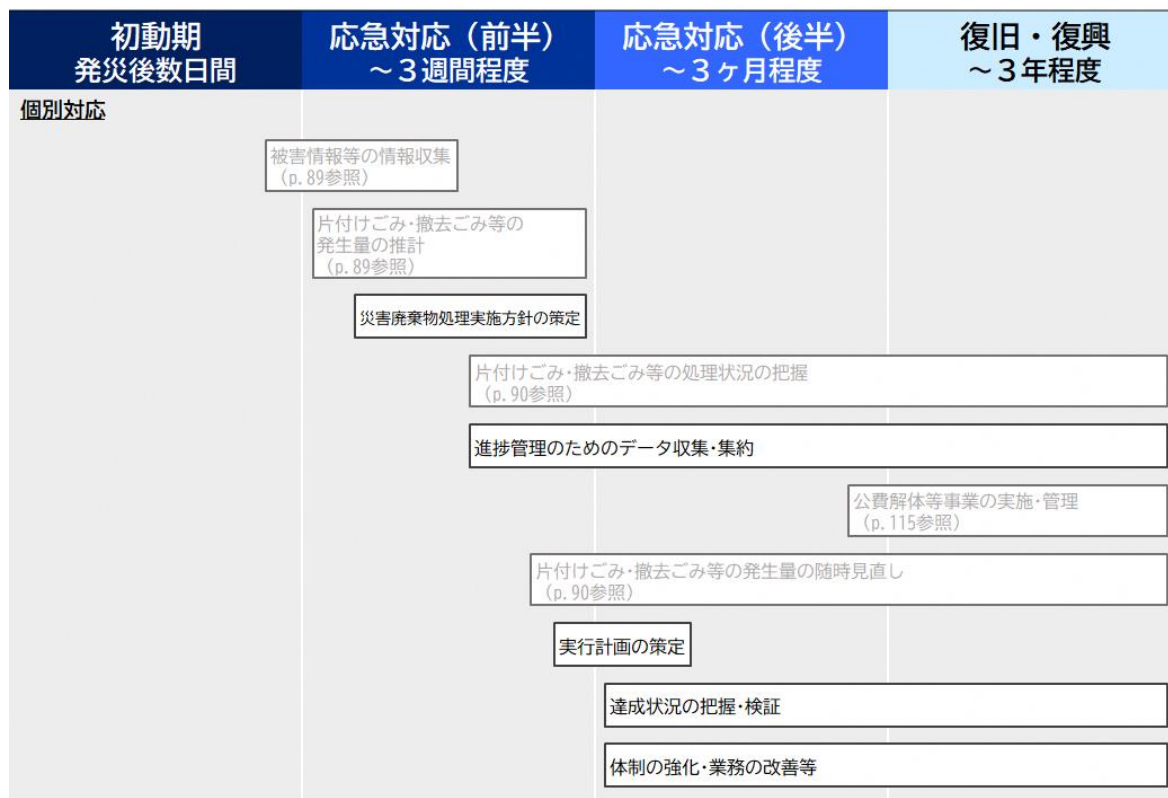 初動期
発災後数日間
応急対応（前半）
～３週間程度
応急対応（後半）
～３ヶ月程度
復旧・復興
～３年程度
個別対応
被害情報等の情報収集
（p.89参照）
片付けごみ・撤去ごみ等の
発生量の推計
（p.89参照）
災害廃棄物処理実施方針の策定
片付けごみ・撤去ごみ等の処理状況の把握
（p.90参照）
進捗管理のためのデータ収集・集約
公費解体等事業の実施・管理
（p.115参照）
片付けごみ・撤去ごみ等の発生量の随時見直し
（p.90参照）
実行計画の策定
達成状況の把握・検証
体制の強化・業務の改善等